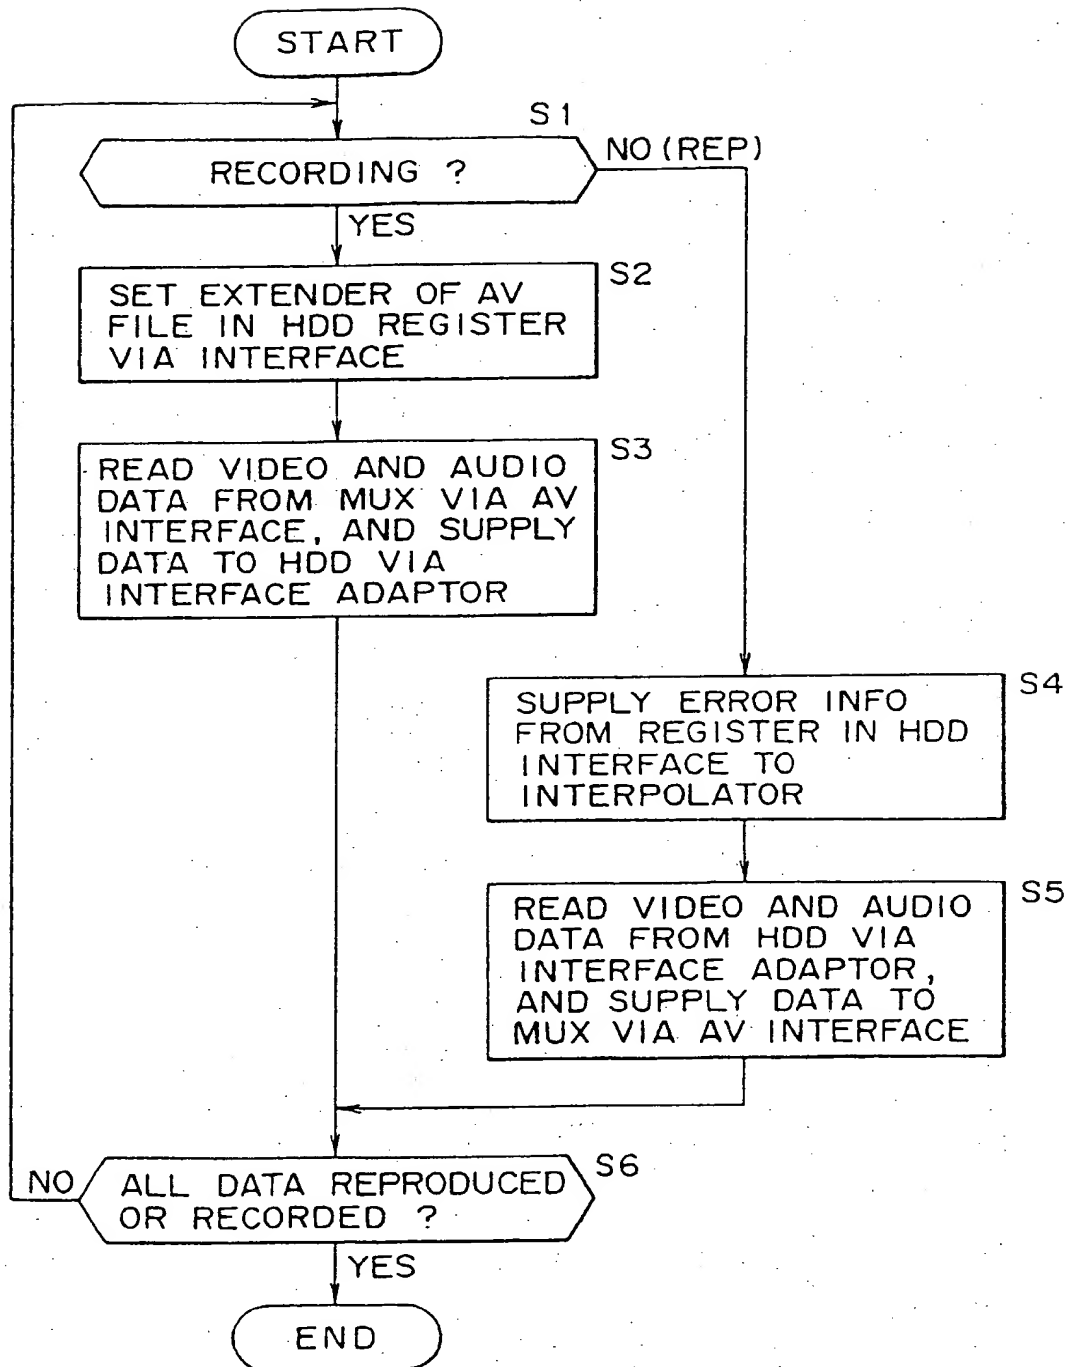 START
S1
RECORDING ?
NO (REP)
YES
S2
SET EXTENDER OF AV
FILE IN HDD REGISTER
VIA INTERFACE
S3
READ VIDEO AND AUDIO
DATA FROM MUX VIA AV
INTERFACE, AND SUPPLY
DATA TO HDD VIA
INTERFACE ADAPTOR
S4
SUPPLY ERROR INFO
FROM REGISTER IN HDD
INTERFACE TO
INTERPOLATOR
S5
READ VIDEO AND AUDIO
DATA FROM HDD VIA
INTERFACE ADAPTOR,
AND SUPPLY DATA TO
MUX VIA AV INTERFACE
S6
NO
ALL DATA REPRODUCED
OR RECORDED ?
YES
END